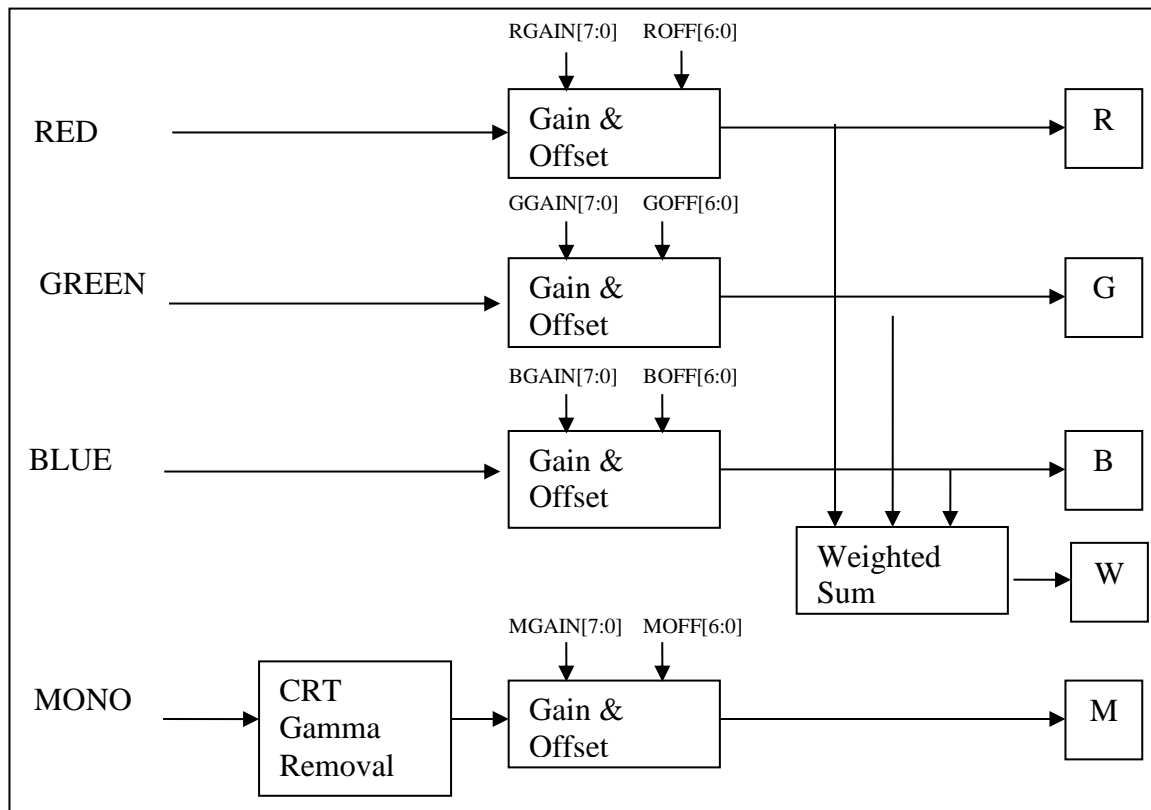 RGAIN[7:0] ROFF[6:0]
RED
Gain &
Offset
R
GGAIN[7:0] GOFF[6:0]
GREEN
Gain &
Offset
G
BGAIN[7:0] BOFF[6:0]
BLUE
Gain &
Offset
B
Weighted
Sum
W
MGAIN[7:0] MOFF[6:0]
MONO
CRT
Gamma
Removal
Gain &
Offset
M